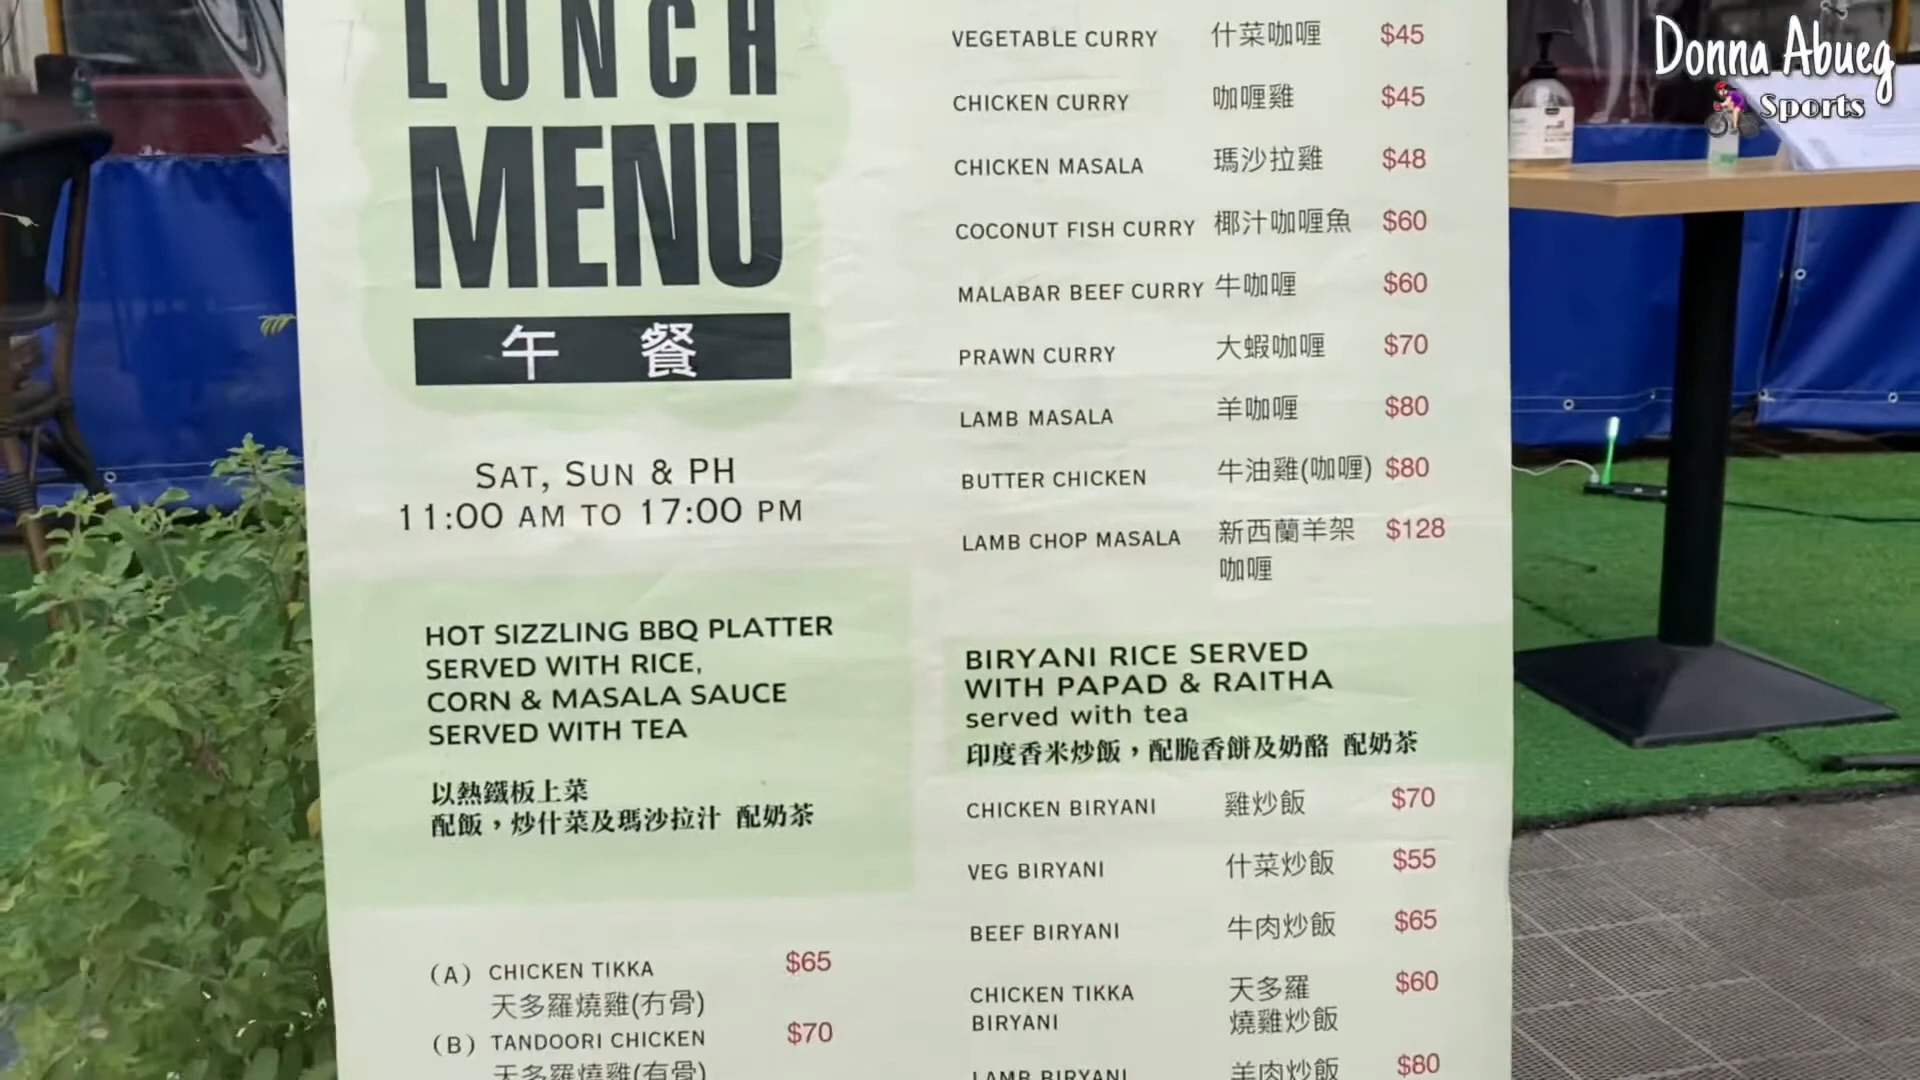 LUNCH
MENU
午餐
SAT, SUN & PH
11:00 AM TO 17:00 PM
HOT SIZZLING BBQ PLATTER
SERVED WITH RICE,
CORN & MASALA SAUCE
SERVED WITH TEA
以熱鐵板上菜
配飯，炒什菜及瑪沙拉汁 配奶茶
(A) CHICKEN TIKKA $65
天多羅燒雞(冇骨)
(B) TANDOORI CHICKEN $70
天多羅燒雞(有骨)
VEGETABLE CURRY 什菜咖喱 $45
CHICKEN CURRY 咖喱雞 $45
CHICKEN MASALA 瑪沙拉雞 $48
COCONUT FISH CURRY 椰汁咖喱魚 $60
MALABAR BEEF CURRY 牛咖喱 $60
PRAWN CURRY 大蝦咖喱 $70
LAMB MASALA 羊咖喱 $80
BUTTER CHICKEN 牛油雞(咖喱) $80
LAMB CHOP MASALA 新西蘭羊架 $128
咖喱
BIRYANI RICE SERVED
WITH PAPAD & RAITHA
served with tea
印度香米炒飯，配脆香餅及奶酪 配奶茶
CHICKEN BIRYANI 雞炒飯 $70
VEG BIRYANI 什菜炒飯 $55
BEEF BIRYANI 牛肉炒飯 $65
CHICKEN TIKKA 天多羅 $60
BIRYANI 燒雞炒飯
LAMB BIRYANI 羊肉炒飯 $80
Donna Abueg
Sports